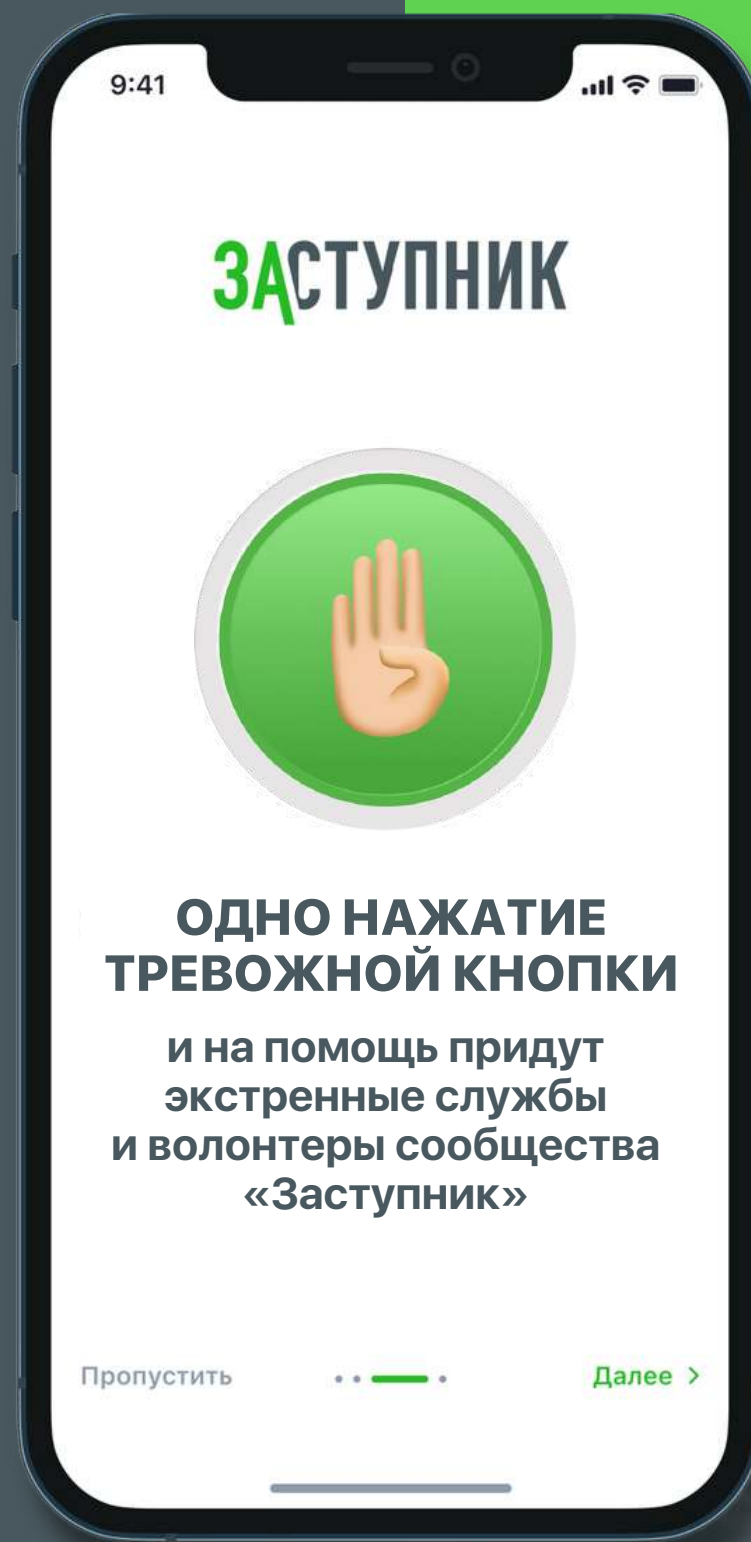 9:41
ЗАСТУПНИК
ОДНО НАЖАТИЕ
ТРЕВОЖНОЙ КНОПКИ
и на помощь придут
экстренные службы
и волонтеры сообщества
«Заступник»
Пропустить
Далее >